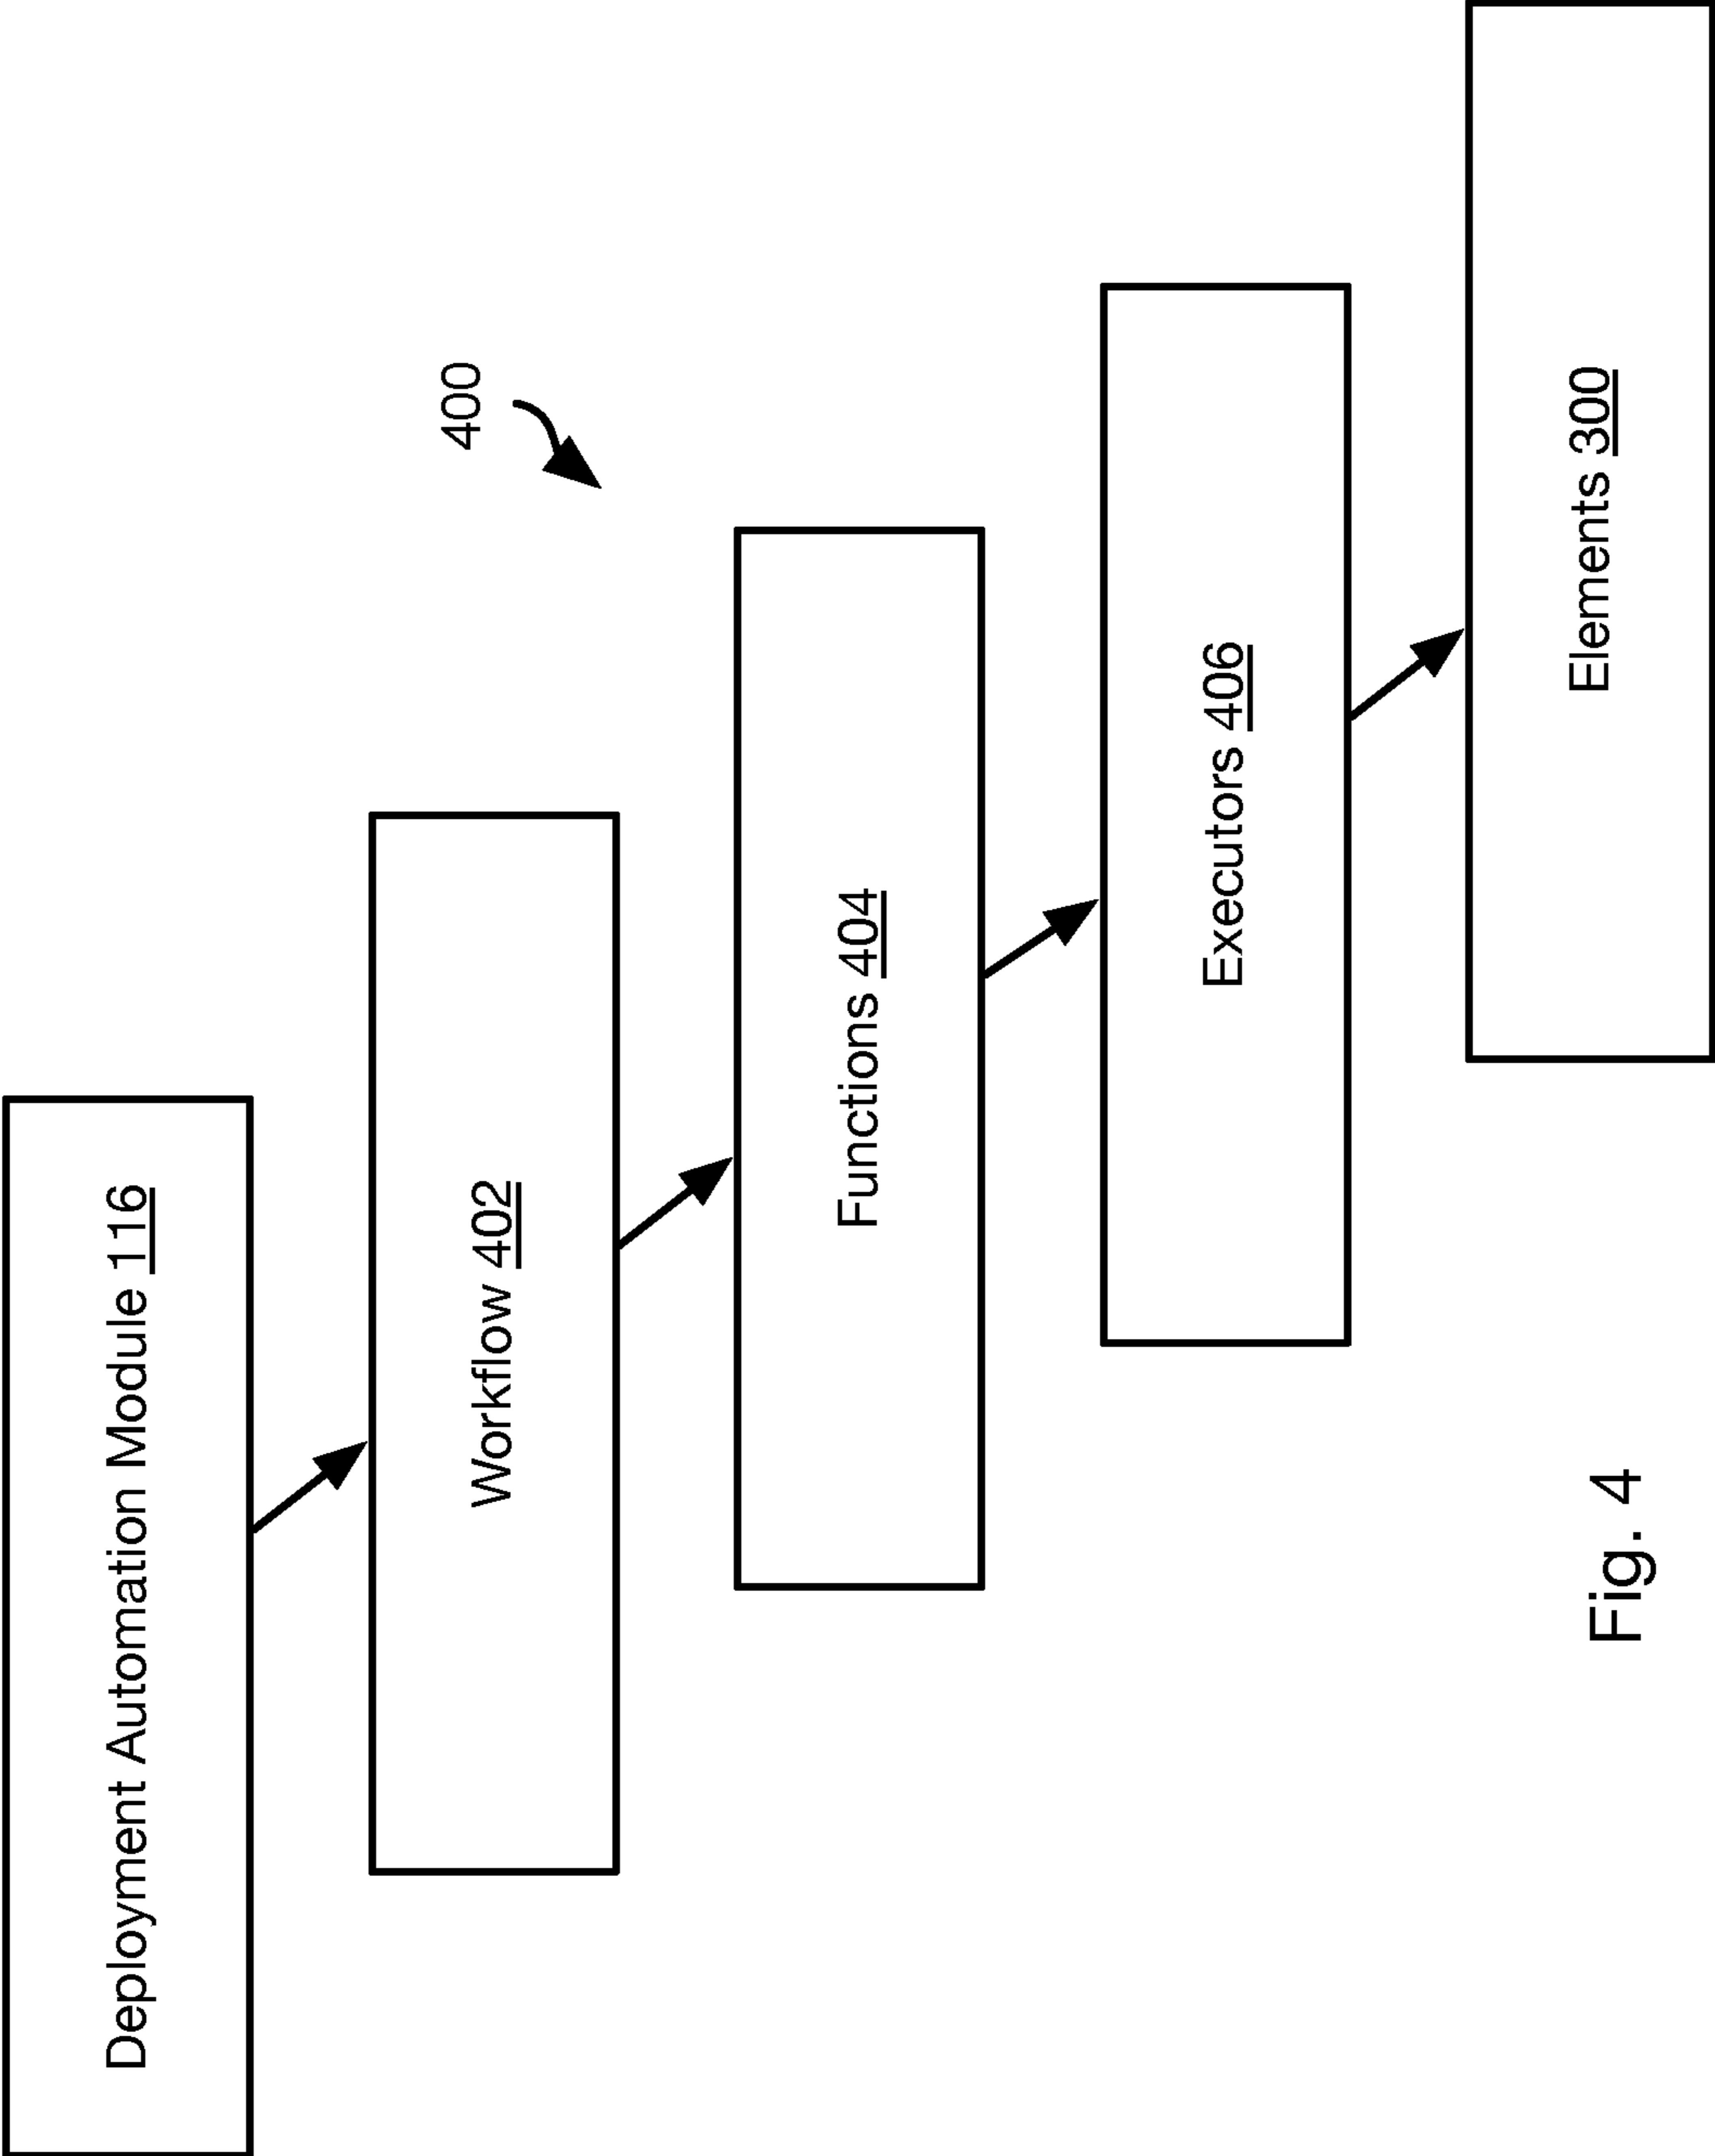 Deployment Automation Module 116
400
Workflow 402
Functions 404
Executors 406
Elements 300
Fig. 4